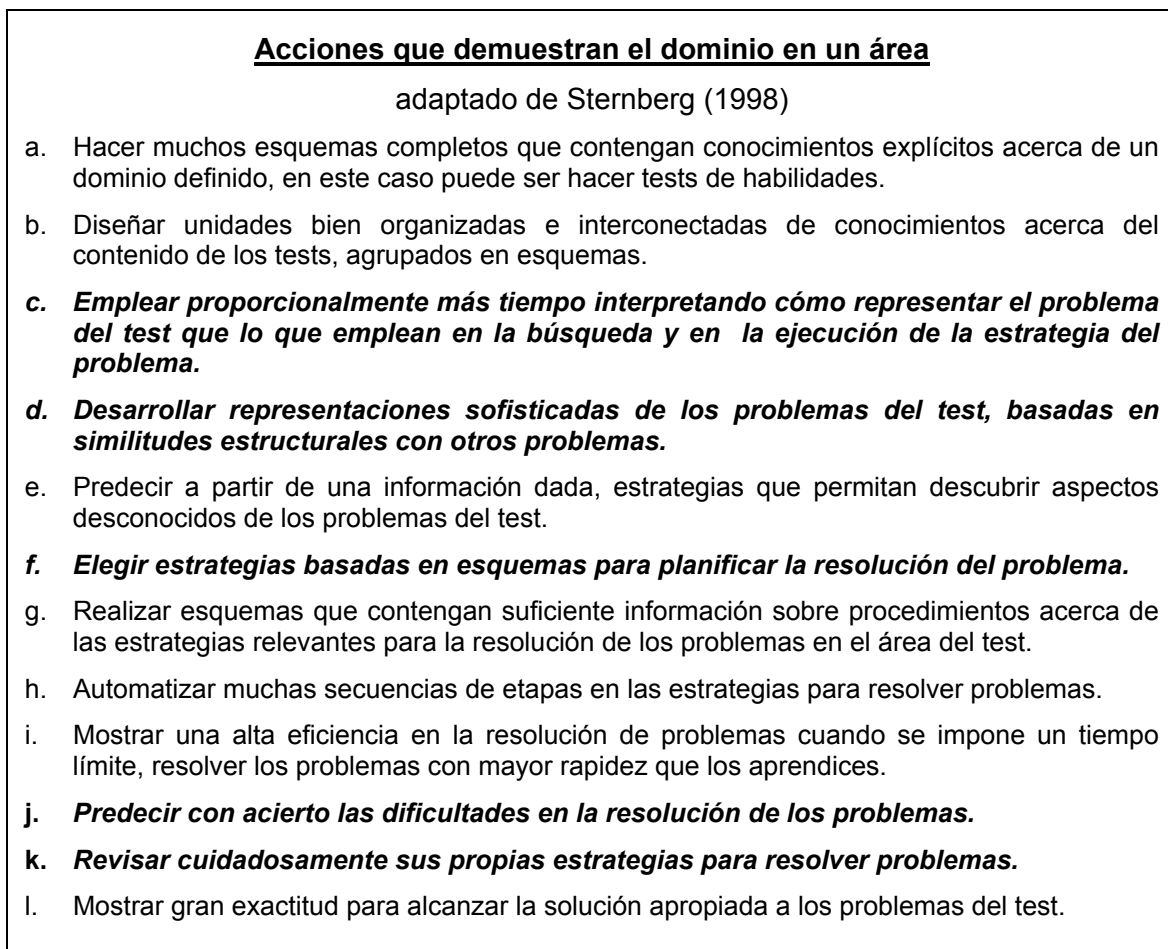 Acciones que demuestran el dominio en un área
adaptado de Sternberg (1998)
a. Hacer muchos esquemas completos que contengan conocimientos explícitos acerca de un
dominio definido, en este caso puede ser hacer tests de habilidades.
b. Diseñar unidades bien organizadas e interconectadas de conocimientos acerca del
contenido de los tests, agrupados en esquemas.
c. Emplear proporcionalmente más tiempo interpretando cómo representar el problema
del test que lo que emplean en la búsqueda y en la ejecución de la estrategia del
problema.
d. Desarrollar representaciones sofisticadas de los problemas del test, basadas en
similitudes estructurales con otros problemas.
e. Predecir a partir de una información dada, estrategias que permitan descubrir aspectos
desconocidos de los problemas del test.
f. Elegir estrategias basadas en esquemas para planificar la resolución del problema.
g. Realizar esquemas que contengan suficiente información sobre procedimientos acerca de
las estrategias relevantes para la resolución de los problemas en el área del test.
h. Automatizar muchas secuencias de etapas en las estrategias para resolver problemas.
i. Mostrar una alta eficiencia en la resolución de problemas cuando se impone un tiempo
límite, resolver los problemas con mayor rapidez que los aprendices.
j. Predecir con acierto las dificultades en la resolución de los problemas.
k. Revisar cuidadosamente sus propias estrategias para resolver problemas.
l. Mostrar gran exactitud para alcanzar la solución apropiada a los problemas del test.